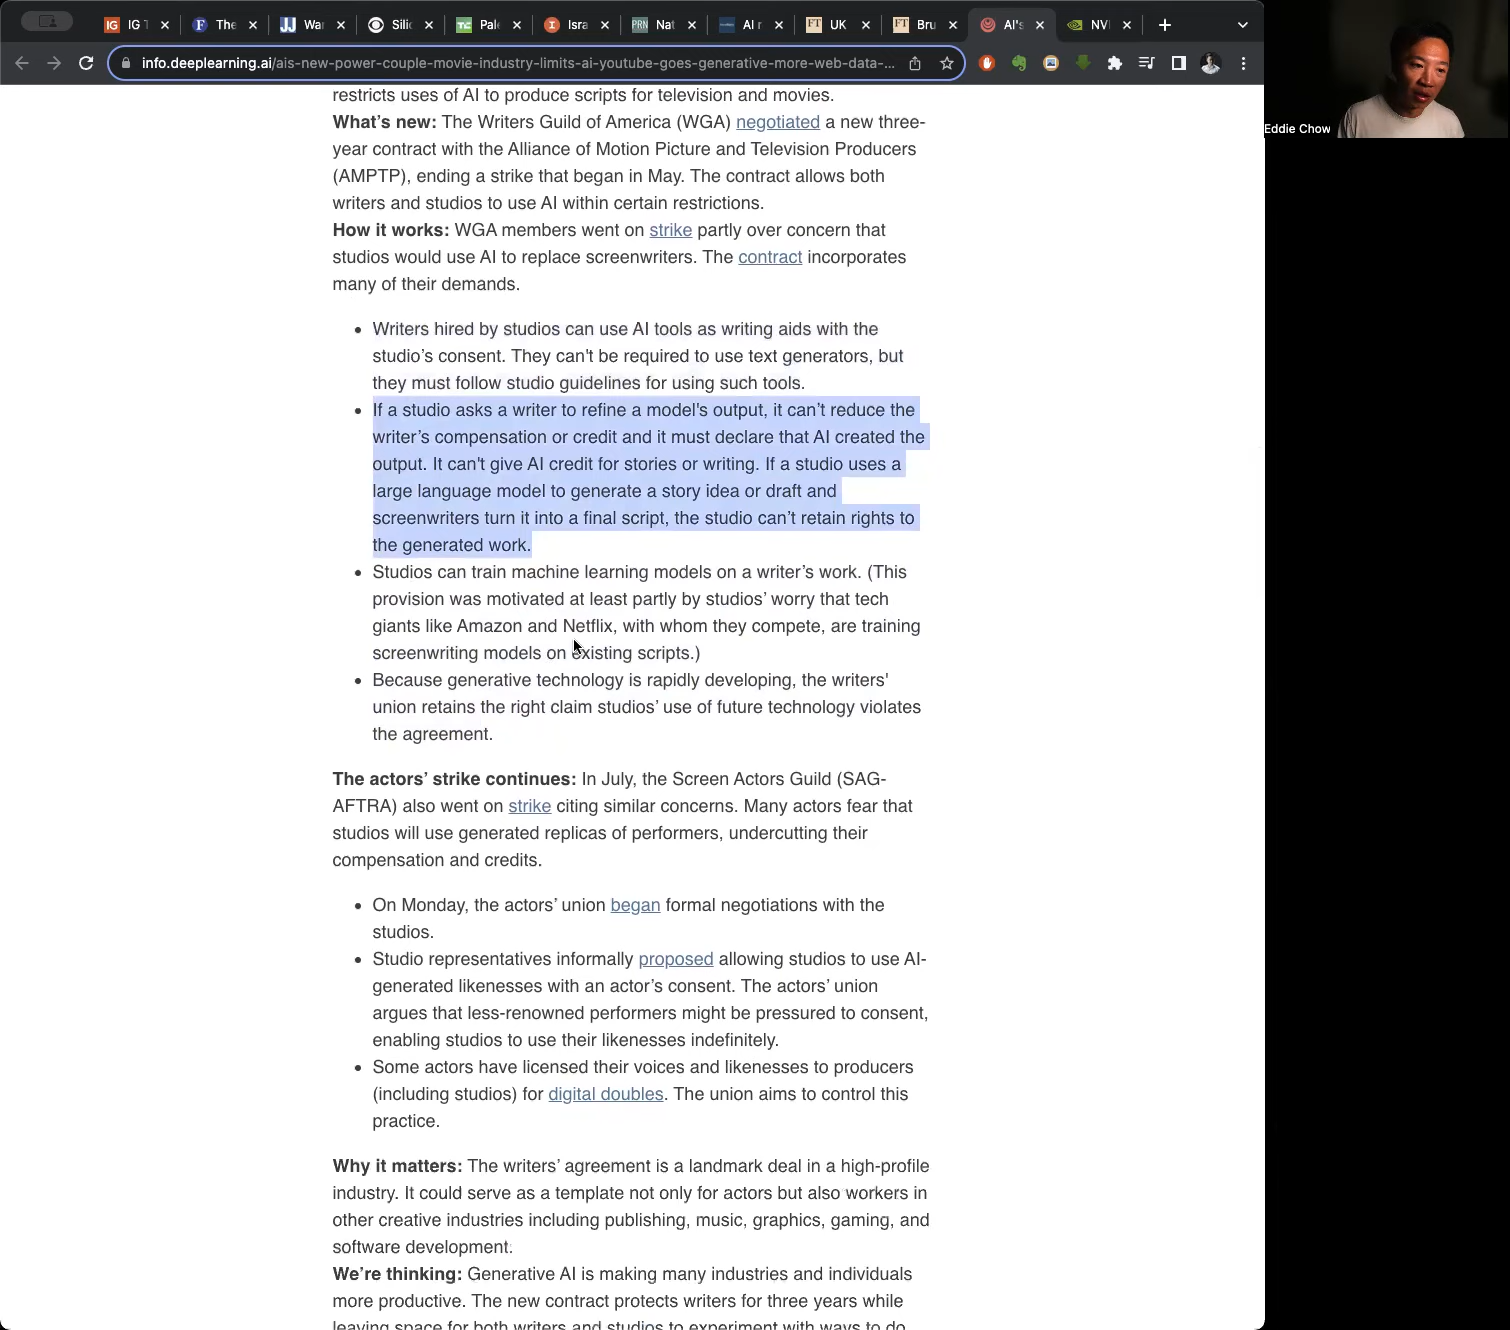 IG T
The
War
Silic
Pale
Isra
Nat
AI r
UK
Bru
AI's
NVI
info.deeplearning.ai/ais-new-power-couple-movie-industry-limits-ai-youtube-goes-generative-more-web-data-...
Eddie Chow
restricts uses of AI to produce scripts for television and movies.
What's new: The Writers Guild of America (WGA) negotiated a new three-
year contract with the Alliance of Motion Picture and Television Producers
(AMPTP), ending a strike that began in May. The contract allows both
writers and studios to use AI within certain restrictions.
How it works: WGA members went on strike partly over concern that
studios would use AI to replace screenwriters. The contract incorporates
many of their demands.
• Writers hired by studios can use AI tools as writing aids with the
studio's consent. They can't be required to use text generators, but
they must follow studio guidelines for using such tools.
• If a studio asks a writer to refine a model's output, it can't reduce the
writer's compensation or credit and it must declare that AI created the
output. It can't give AI credit for stories or writing. If a studio uses a
large language model to generate a story idea or draft and
screenwriters turn it into a final script, the studio can't retain rights to
the generated work.
• Studios can train machine learning models on a writer's work. (This
provision was motivated at least partly by studios' worry that tech
giants like Amazon and Netflix, with whom they compete, are training
screenwriting models on existing scripts.)
• Because generative technology is rapidly developing, the writers'
union retains the right claim studios' use of future technology violates
the agreement.
The actors' strike continues: In July, the Screen Actors Guild (SAG-
AFTRA) also went on strike citing similar concerns. Many actors fear that
studios will use generated replicas of performers, undercutting their
compensation and credits.
• On Monday, the actors' union began formal negotiations with the
studios.
• Studio representatives informally proposed allowing studios to use AI-
generated likenesses with an actor's consent. The actors' union
argues that less-renowned performers might be pressured to consent,
enabling studios to use their likenesses indefinitely.
• Some actors have licensed their voices and likenesses to producers
(including studios) for digital doubles. The union aims to control this
practice.
Why it matters: The writers' agreement is a landmark deal in a high-profile
industry. It could serve as a template not only for actors but also workers in
other creative industries including publishing, music, graphics, gaming, and
software development.
We're thinking: Generative AI is making many industries and individuals
more productive. The new contract protects writers for three years while
leaving space for both writers and studios to experiment with ways to do